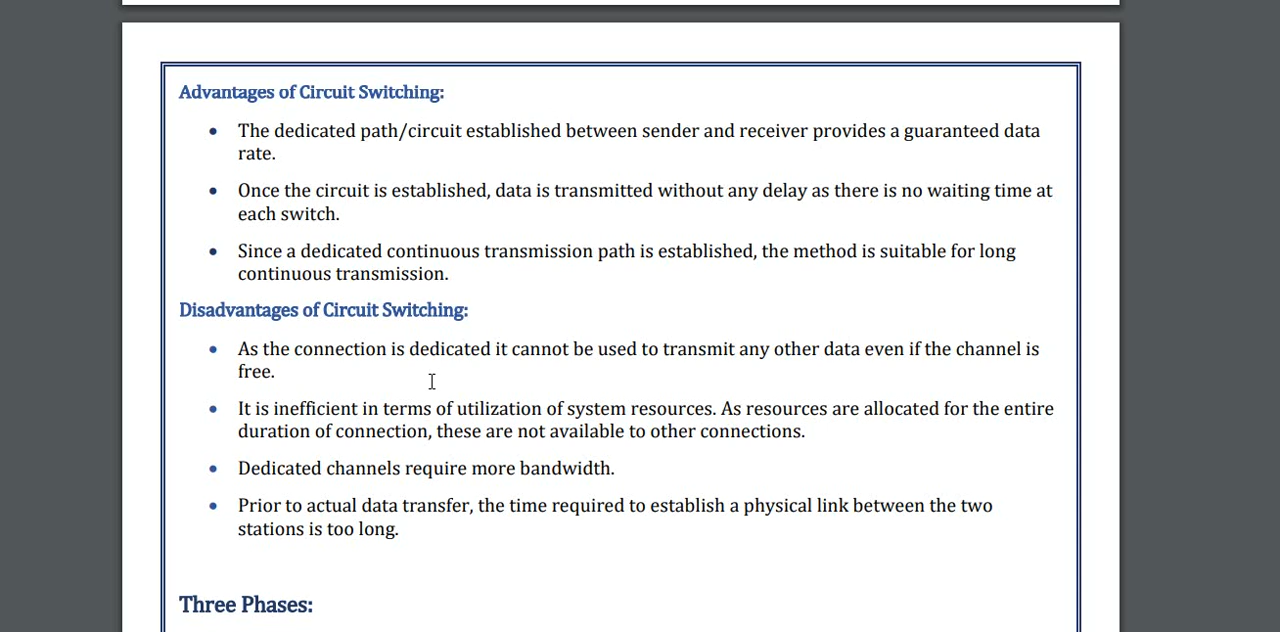 Advantages of Circuit Switching:
• The dedicated path/circuit established between sender and receiver provides a guaranteed data
rate.
• Once the circuit is established, data is transmitted without any delay as there is no waiting time at
each switch.
• Since a dedicated continuous transmission path is established, the method is suitable for long
continuous transmission.
Disadvantages of Circuit Switching:
• As the connection is dedicated it cannot be used to transmit any other data even if the channel is
free.
• It is inefficient in terms of utilization of system resources. As resources are allocated for the entire
duration of connection, these are not available to other connections.
• Dedicated channels require more bandwidth.
• Prior to actual data transfer, the time required to establish a physical link between the two
stations is too long.
Three Phases: